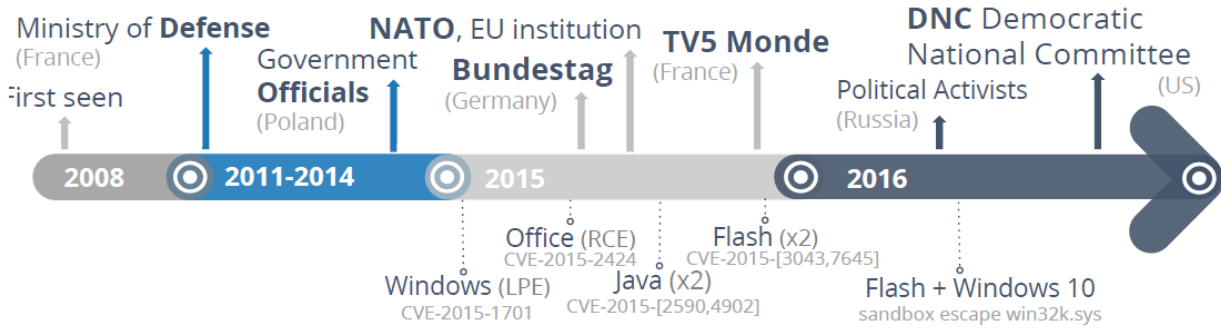 Ministry of Defense
(France)
First seen
Government
Officials
(Poland)
NATO, EU institution
Bundestag
(Germany)
TV5 Monde
(France)
DNC Democratic
National Committee
(US)
Political Activists
(Russia)
2008
2011-2014
2015
2016
Windows (LPE)
CVE-2015-1701
Office (RCE)
CVE-2015-2424
Java (x2)
CVE-2015-[2590,4902]
Flash (x2)
CVE-2015-[3043,7645]
Flash + Windows 10
sandbox escape win32k.sys